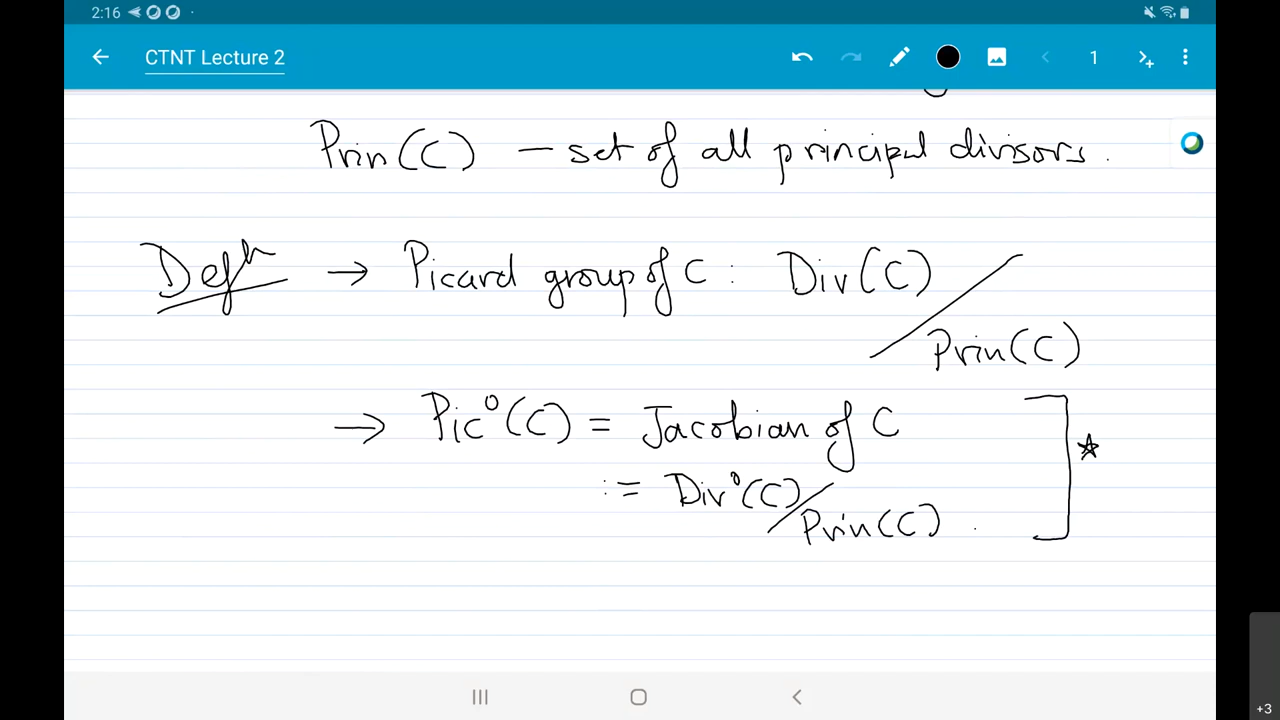 2:16
CTNT Lecture 2
1
Prin(C) — set of all principal divisors.
Defn → Picard group of C: Div(C)/Prin(C)
→ Pic⁰(C) = Jacobian of C
:= Div⁰(C)/Prin(C).
+3